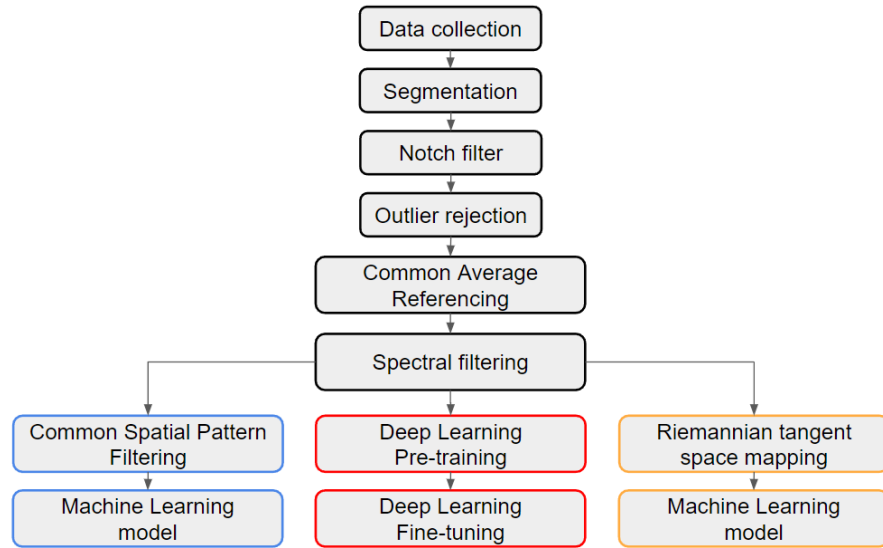 Data collection
Segmentation
Notch filter
Outlier rejection
Common Average
Referencing
Spectral filtering
Common Spatial Pattern
Filtering
Deep Learning
Pre-training
Riemannian tangent
space mapping
Machine Learning
model
Deep Learning
Fine-tuning
Machine Learning
model